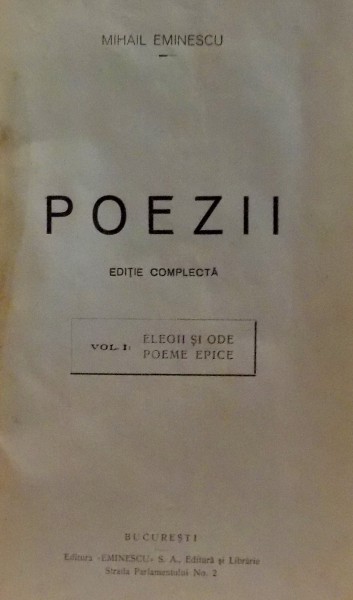 MIHAIL EMINESCU
POEZII
EDIȚIE COMPLECTĂ
VOL. I: ELEGII ȘI ODE
POEME EPICE
BUCUREȘTI
Editura «EMINESCU» S. A., Editură și Librărie
Strada Parlamentului No. 2